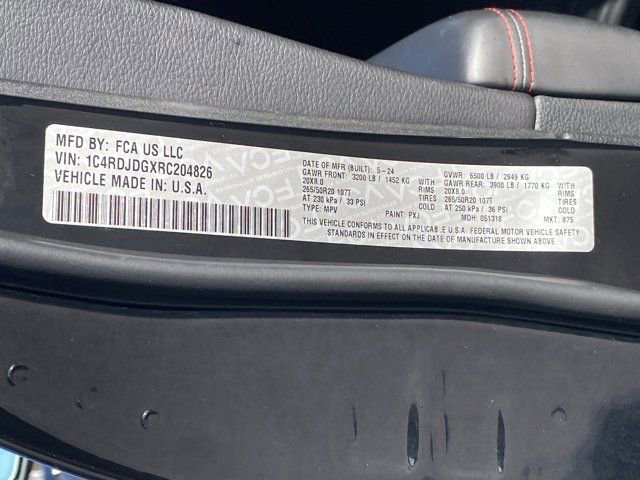 MFD BY: FCA US LLC
VIN: 1C4RDJDGXRC204826
VEHICLE MADE IN U.S.A.
DATE OF MFR (BUILT): 5-24 GVWR: 6500 LB / 2949 KG
GAWR FRONT: 3200 LB / 1452 KG WITH GAWR REAR: 3900 LB / 1770 KG WITH
20X8.0 RIMS 20X8.0 RIMS
265/50R20 107T TIRES 265/50R20 107T TIRES
AT 230 kPa / 33 PSI COLD AT 250 kPa / 36 PSI COLD
TYPE: MPV PAINT: PXJ MDH: 051318 MKT: 875
THIS VEHICLE CONFORMS TO ALL APPLICAB_E U.S.A. FEDERAL MOTOR VEHICLE SAFETY
STANDARDS IN EFFECT ON THE DATE OF MANUFACTURE SHOWN ABOVE.